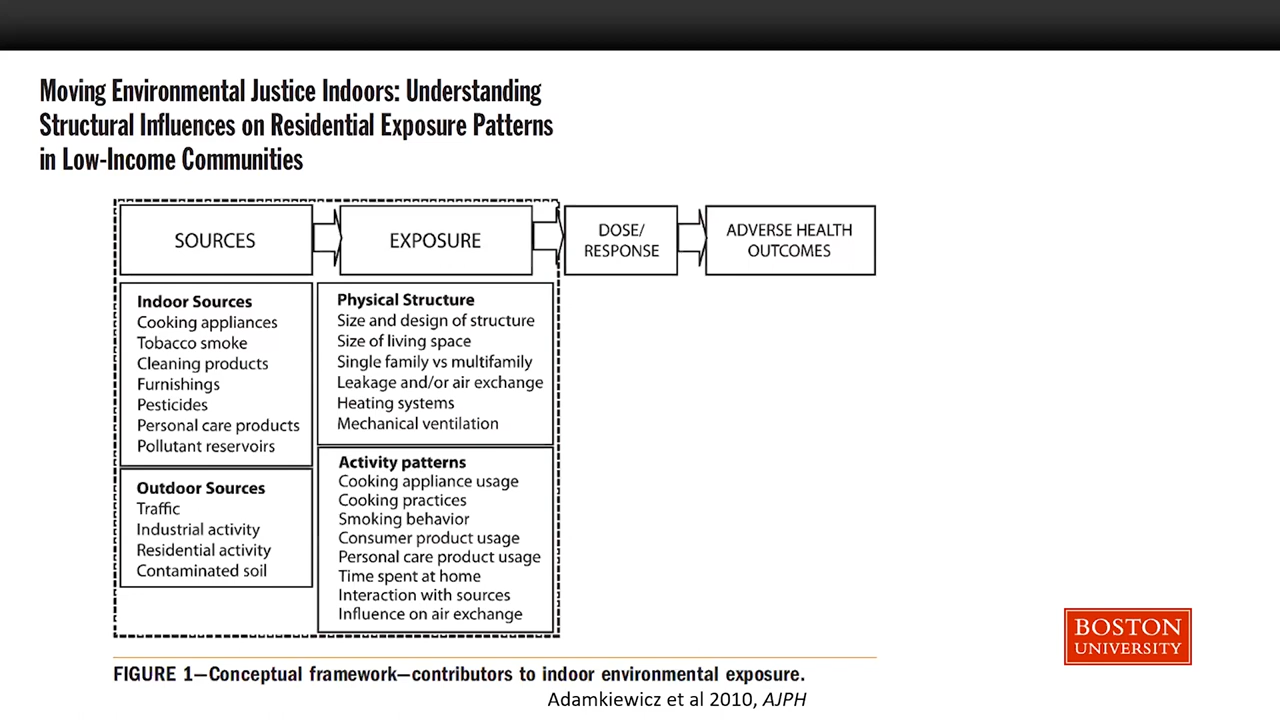 Moving Environmental Justice Indoors: Understanding
Structural Influences on Residential Exposure Patterns
in Low-Income Communities
SOURCES
EXPOSURE
DOSE/
RESPONSE
ADVERSE HEALTH
OUTCOMES
Indoor Sources
Cooking appliances
Tobacco smoke
Cleaning products
Furnishings
Pesticides
Personal care products
Pollutant reservoirs
Outdoor Sources
Traffic
Industrial activity
Residential activity
Contaminated soil
Physical Structure
Size and design of structure
Size of living space
Single family vs multifamily
Leakage and/or air exchange
Heating systems
Mechanical ventilation
Activity patterns
Cooking appliance usage
Cooking practices
Smoking behavior
Consumer product usage
Personal care product usage
Time spent at home
Interaction with sources
Influence on air exchange
FIGURE 1—Conceptual framework—contributors to indoor environmental exposure.
Adamkiewicz et al 2010, AJPH
BOSTON
UNIVERSITY